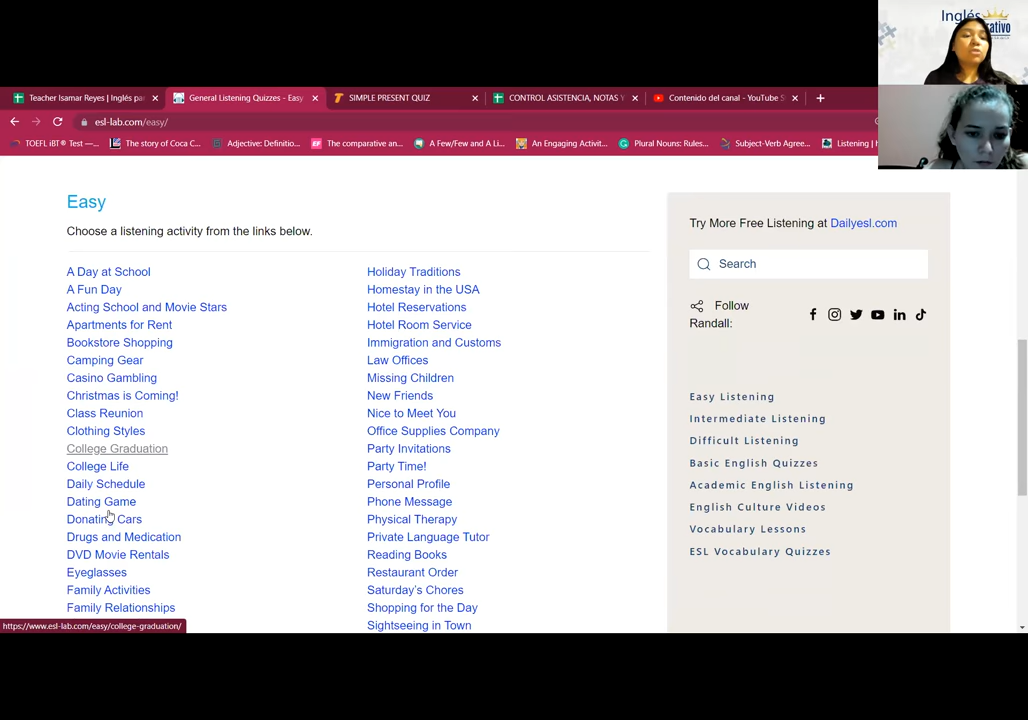 Inglés
rativo
Teacher Isamar Reyes | Inglés pa
General Listening Quizzes - Easy
SIMPLE PRESENT QUIZ
CONTROL ASISTENCIA, NOTAS Y
Contenido del canal - YouTube S
esl-lab.com/easy/
TOEFL iBT® Test —...
The story of Coca C...
Adjective: Definitio...
The comparative an...
A Few/Few and A Li...
An Engaging Activit...
Plural Nouns: Rules...
Subject-Verb Agree...
Listening |
Easy
Choose a listening activity from the links below.
A Day at School
A Fun Day
Acting School and Movie Stars
Apartments for Rent
Bookstore Shopping
Camping Gear
Casino Gambling
Christmas is Coming!
Class Reunion
Clothing Styles
College Graduation
College Life
Daily Schedule
Dating Game
Donating Cars
Drugs and Medication
DVD Movie Rentals
Eyeglasses
Family Activities
Family Relationships
Holiday Traditions
Homestay in the USA
Hotel Reservations
Hotel Room Service
Immigration and Customs
Law Offices
Missing Children
New Friends
Nice to Meet You
Office Supplies Company
Party Invitations
Party Time!
Personal Profile
Phone Message
Physical Therapy
Private Language Tutor
Reading Books
Restaurant Order
Saturday's Chores
Shopping for the Day
Sightseeing in Town
Try More Free Listening at Dailyesl.com
Search
Follow
Randall:
Easy Listening
Intermediate Listening
Difficult Listening
Basic English Quizzes
Academic English Listening
English Culture Videos
Vocabulary Lessons
ESL Vocabulary Quizzes
https://www.esl-lab.com/easy/college-graduation/